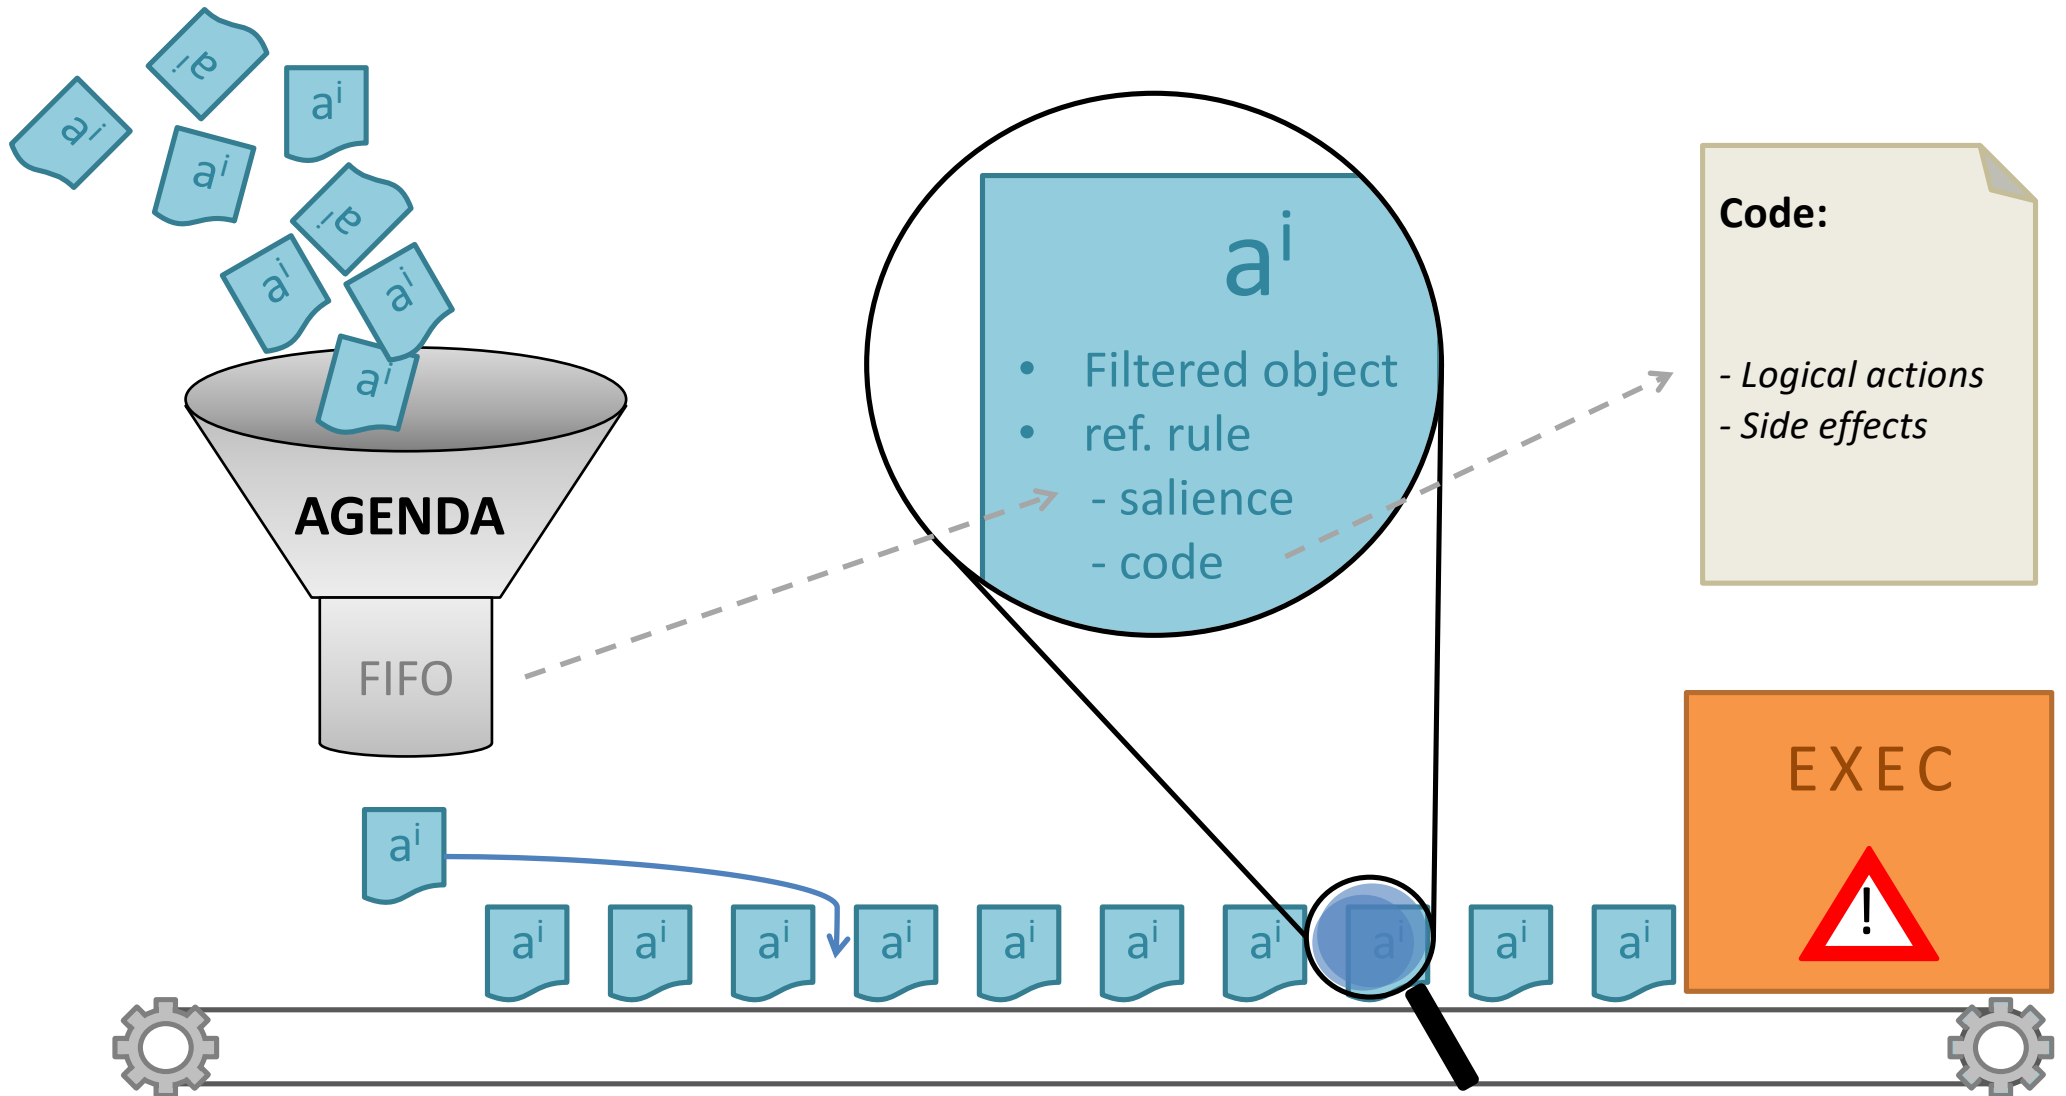 aⁱ
aⁱ
aⁱ
aⁱ
aⁱ
aⁱ
aⁱ
aⁱ
AGENDA
FIFO
aⁱ
• Filtered object
• ref. rule
- salience
- code
Code:
- Logical actions
- Side effects
EXEC
!
aⁱ
aⁱ aⁱ aⁱ aⁱ aⁱ aⁱ aⁱ aⁱ aⁱ aⁱ